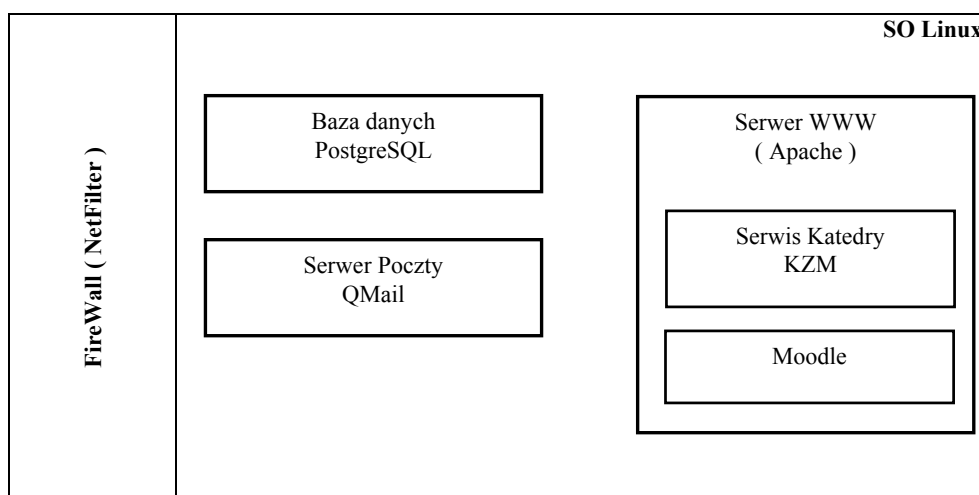 SO Linux
FireWall ( NetFilter )
Baza danych
PostgreSQL
Serwer Poczty
QMail
Serwer WWW
( Apache )
Serwis Katedry
KZM
Moodle